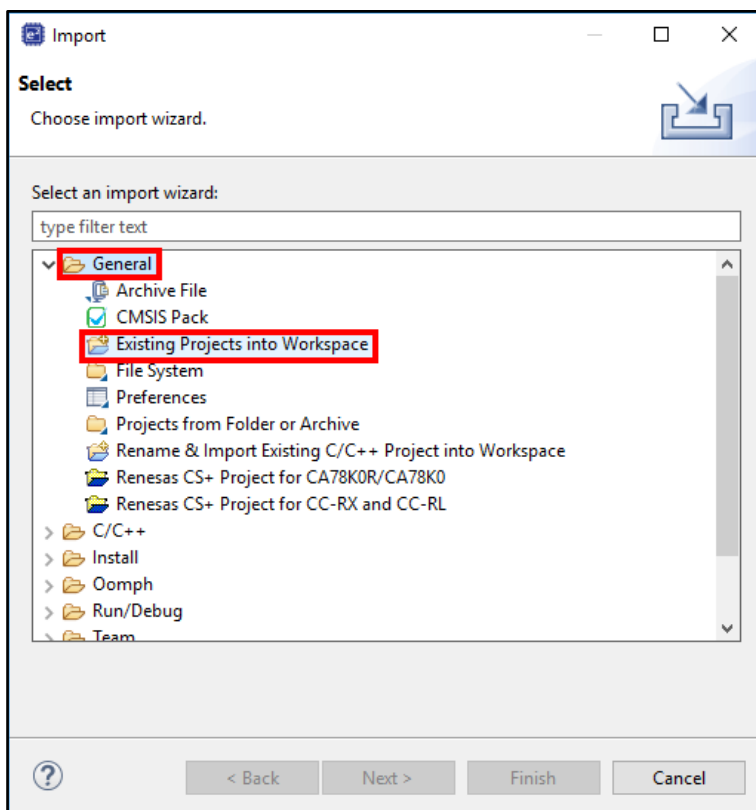 Import
Select
Choose import wizard.
Select an import wizard:
type filter text
General
Archive File
CMSIS Pack
Existing Projects into Workspace
File System
Preferences
Projects from Folder or Archive
Rename & Import Existing C/C++ Project into Workspace
Renesas CS+ Project for CA78K0R/CA78K0
Renesas CS+ Project for CC-RX and CC-RL
C/C++
Install
Oomph
Run/Debug
Team
< Back Next > Finish Cancel